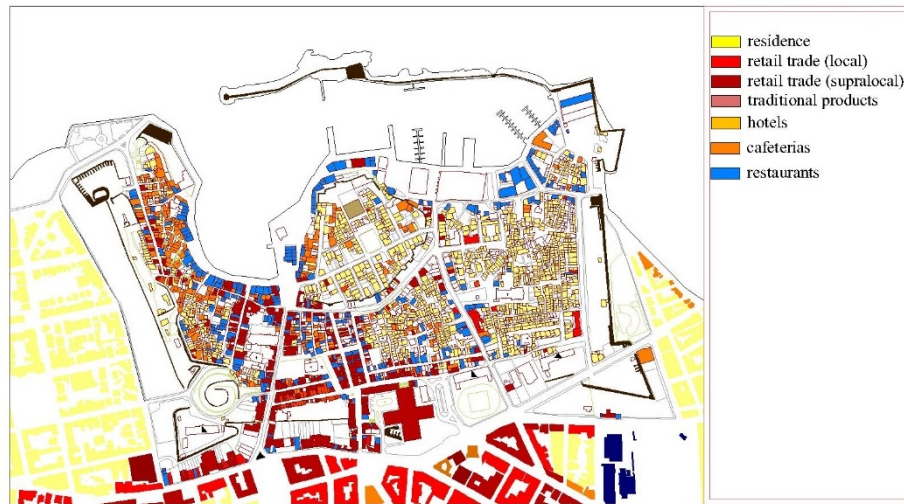 residence
retail trade (local)
retail trade (supralocal)
traditional products
hotels
cafeterias
restaurants